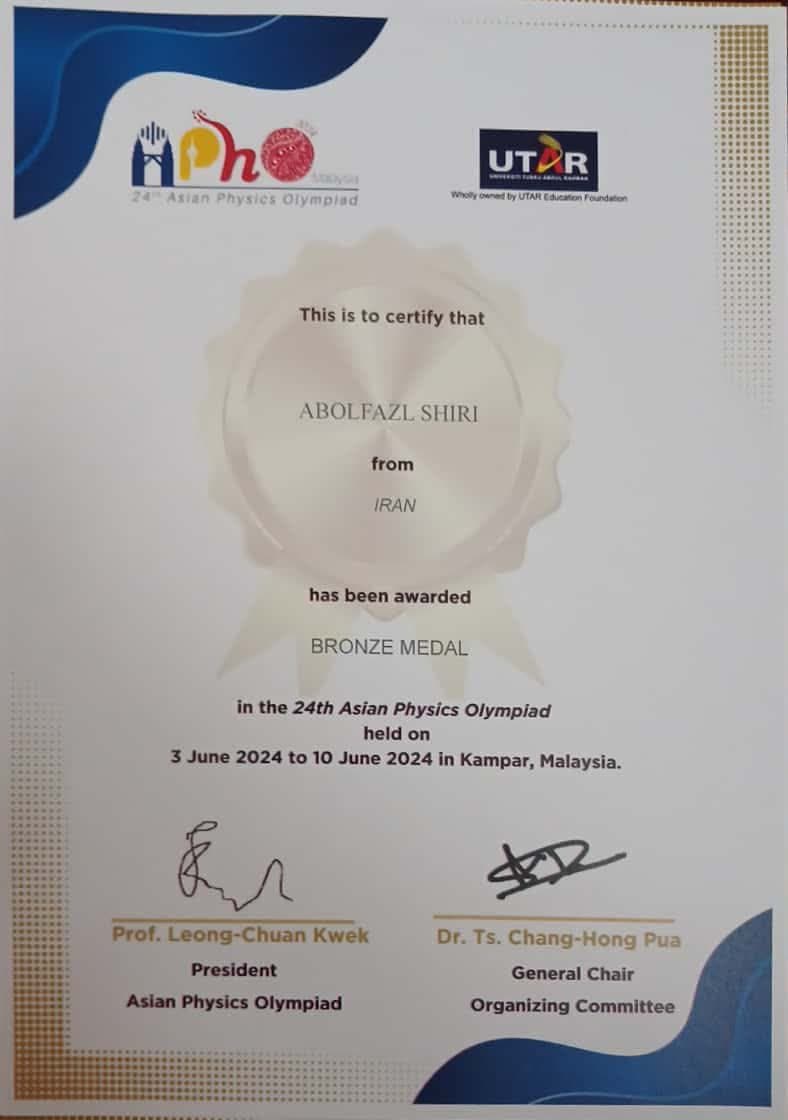 APhO
2024
Malaysia
24th Asian Physics Olympiad
UTAR
UNIVERSITI TUNKU ABDUL RAHMAN
Wholly owned by UTAR Education Foundation
This is to certify that
ABOLFAZL SHIRI
from
IRAN
has been awarded
BRONZE MEDAL
in the 24th Asian Physics Olympiad
held on
3 June 2024 to 10 June 2024 in Kampar, Malaysia.
Prof. Leong-Chuan Kwek
President
Asian Physics Olympiad
Dr. Ts. Chang-Hong Pua
General Chair
Organizing Committee